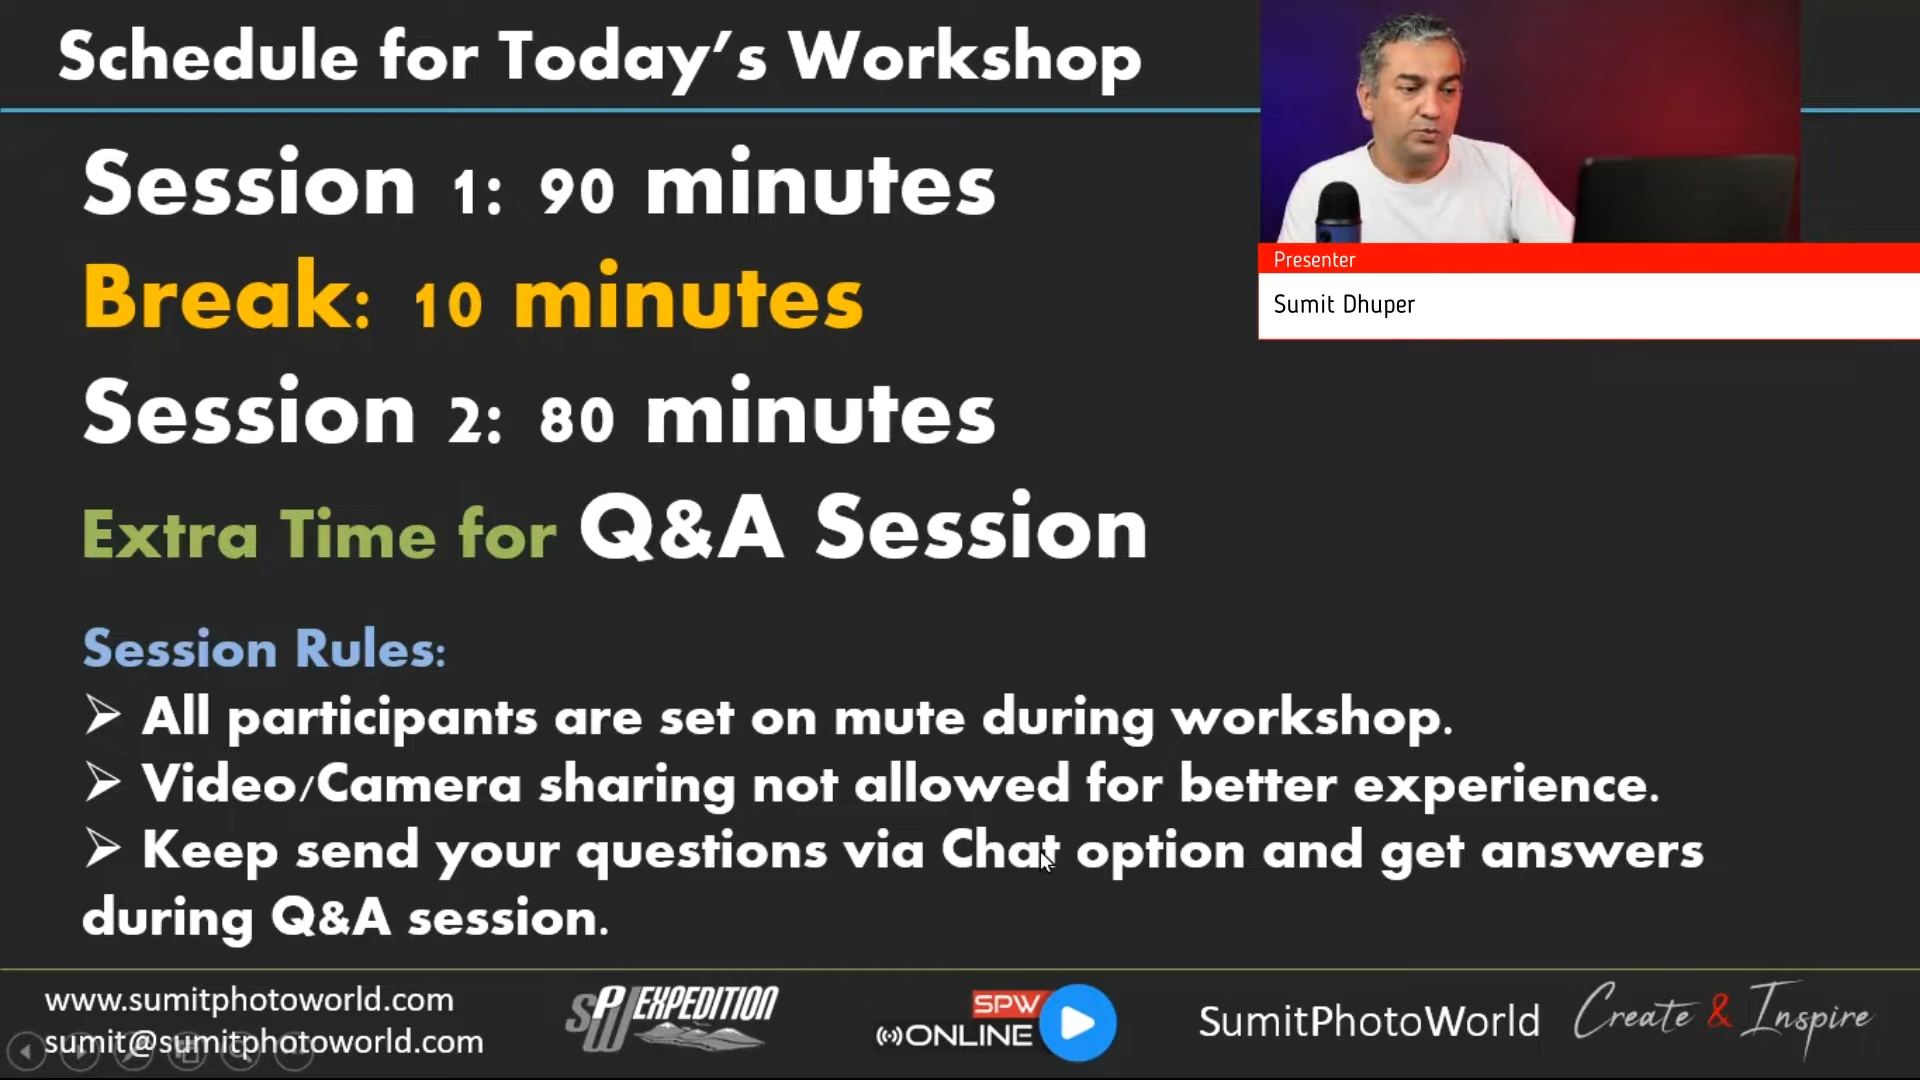 Schedule for Today's Workshop
Session 1: 90 minutes
Break: 10 minutes
Session 2: 80 minutes
Extra Time for Q&A Session
Presenter
Sumit Dhuper
Session Rules:
➢ All participants are set on mute during workshop.
➢ Video/Camera sharing not allowed for better experience.
➢ Keep send your questions via Chat option and get answers
during Q&A session.
www.sumitphotoworld.com
sumit@sumitphotoworld.com
SPW EXPEDITION
SPW
ONLINE
SumitPhotoWorld
Create & Inspire